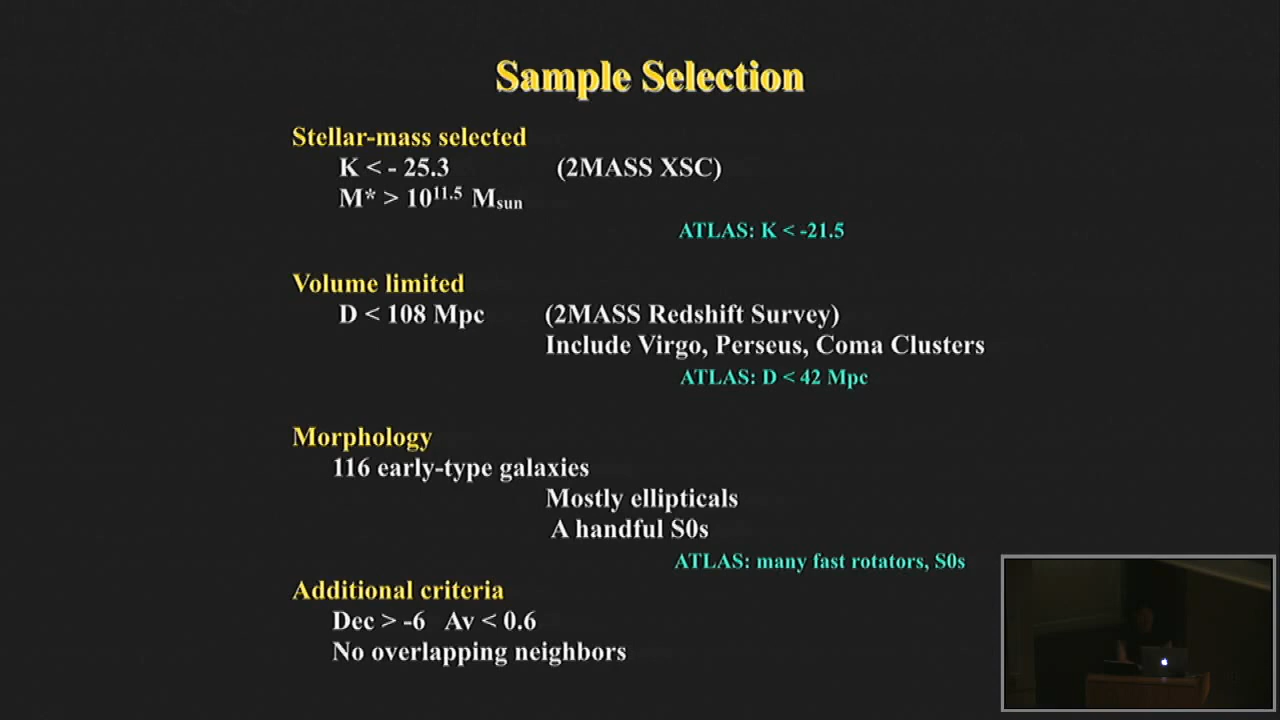 Sample Selection
Stellar-mass selected
K < - 25.3 (2MASS XSC)
M* > 10^11.5 Msun
ATLAS: K < -21.5
Volume limited
D < 108 Mpc (2MASS Redshift Survey)
Include Virgo, Perseus, Coma Clusters
ATLAS: D < 42 Mpc
Morphology
116 early-type galaxies
Mostly ellipticals
A handful S0s
ATLAS: many fast rotators, S0s
Additional criteria
Dec > -6 Av < 0.6
No overlapping neighbors